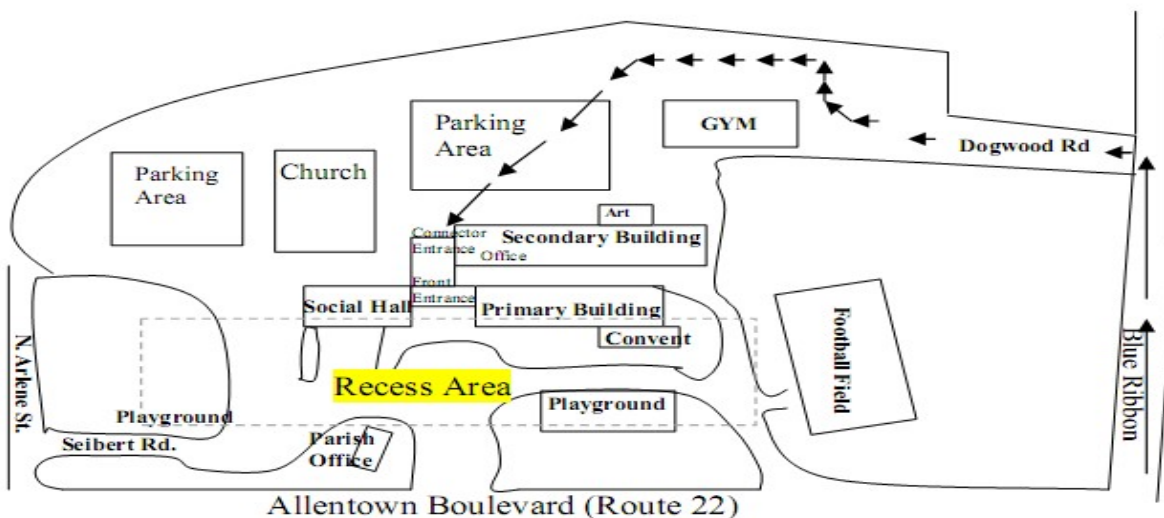 Parking
Area
GYM
Dogwood Rd
Parking
Area
Church
Art
Connector
Entrance
Secondary Building
Office
Front
Entrance
Social Hall
Primary Building
Convent
Football Field
Blue Ribbon
N. Arlene St.
Recess Area
Playground
Playground
Seibert Rd.
Parish
Office
Allentown Boulevard (Route 22)